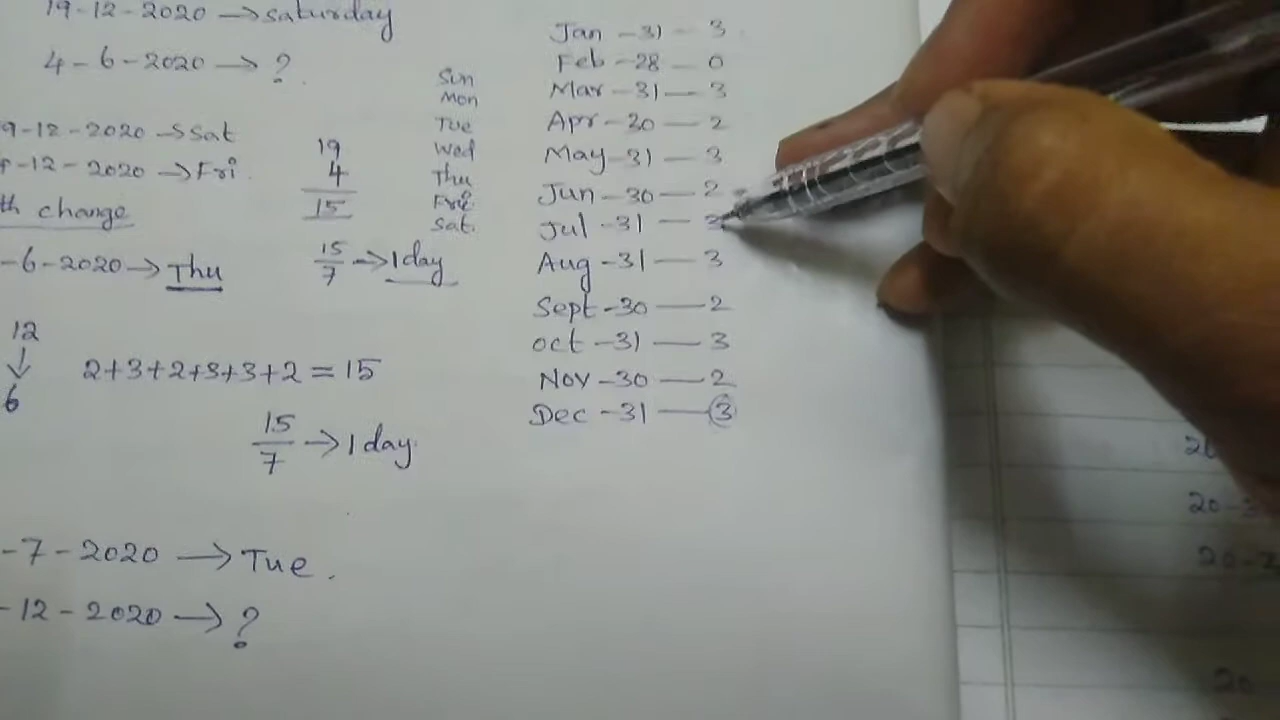 19-12-2020 → Saturday
4-6-2020 → ?
9-12-2020 → Sat
-12-2020 → Fri
th change
-6-2020 → Thu
19
4
15
15/7 → 1 day
Sun
Mon
Tue
Wed
Thu
Fri
Sat.
12
↓
6
2+3+2+3+3+2 = 15
15/7 → 1 day.
-7-2020 → Tue.
-12-2020 → ?
Jan - 31 - 3
Feb - 28 - 0
Mar - 31 - 3
Apr - 30 - 2
May - 31 - 3
Jun - 30 - 2
Jul - 31 - 3
Aug - 31 - 3
Sept - 30 - 2
Oct - 31 - 3
Nov - 30 - 2
Dec - 31 - 3
20-3
20